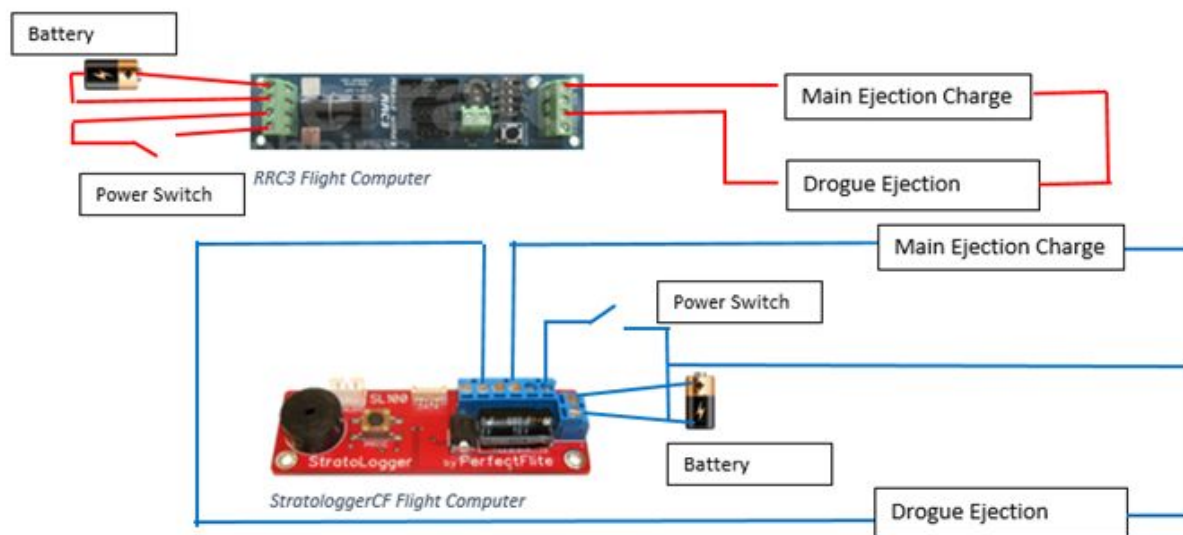 Battery
Main Ejection Charge
RRC3
RRC3 Flight Computer
Power Switch
Drogue Ejection
Main Ejection Charge
Power Switch
SL100
StratoLogger by PerfectFlite
Battery
StratologgerCF Flight Computer
Drogue Ejection